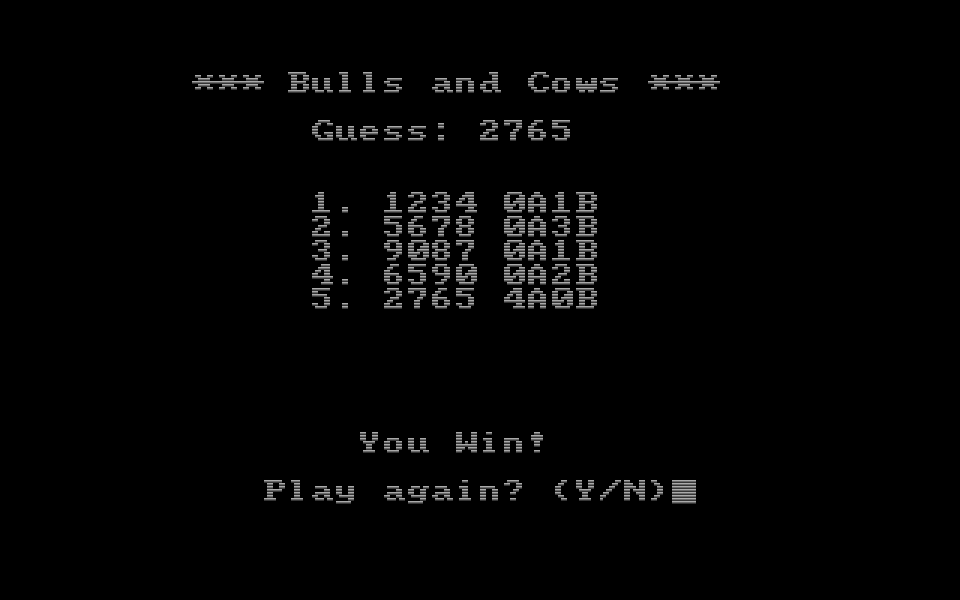 *** Bulls and Cows ***
Guess: 2765
1. 1234 0A1B
2. 5678 0A3B
3. 9087 0A1B
4. 6590 0A2B
5. 2765 4A0B
You Win!
Play again? (Y/N)